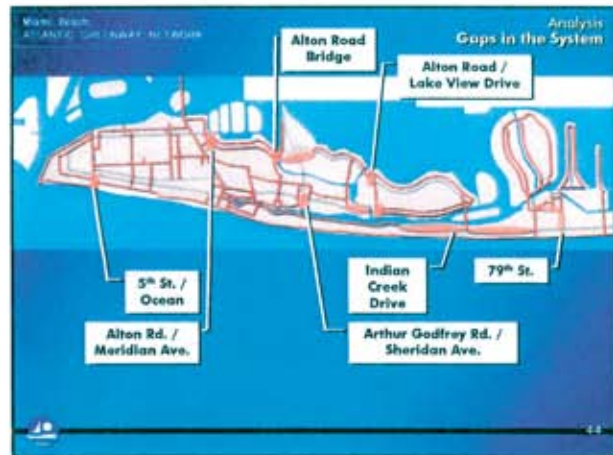 Miami Beach
ATLANTIC GREENWAY NETWORK
Analysis
Gaps in the System
Alton Road
Bridge
Alton Road /
Lake View Drive
5th St. /
Ocean
Indian
Creek
Drive
79th St.
Alton Rd. /
Meridian Ave.
Arthur Godfrey Rd. /
Sheridan Ave.
44